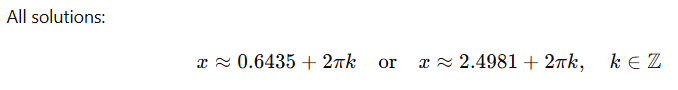 All solutions:
x ≈ 0.6435 + 2πk or x ≈ 2.4981 + 2πk, k ∈ ℤ